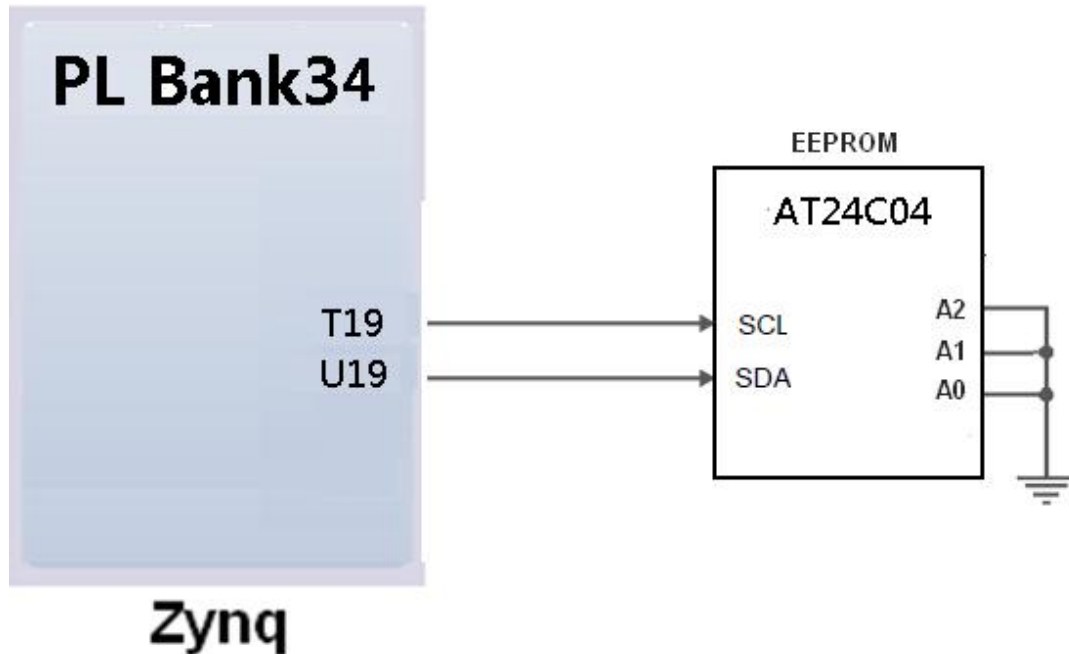 PL Bank34
T19
U19
Zynq
EEPROM
AT24C04
SCL
SDA
A2
A1
A0